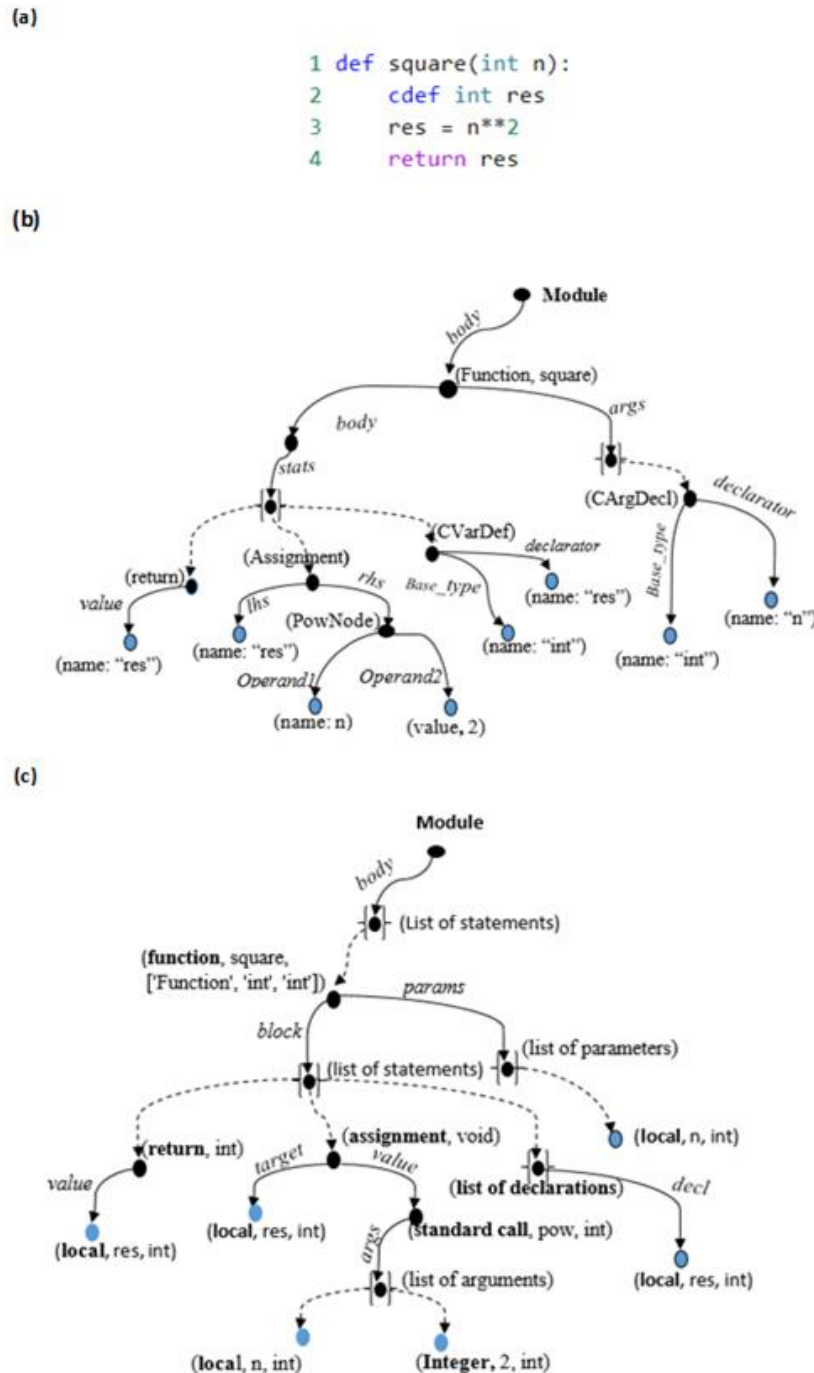 (a)
1 def square(int n):
2 cdef int res
3 res = n**2
4 return res
(b)
Module
body
(Function, square)
args
body
stats
(CArgDecl)
declarator
(CVarDef)
(Assignment)
declarator
(return)
rhs
Base_type
Base_type
value
lhs
(name: "res")
(name: "n")
(PowNode)
(name: "res")
(name: "res")
(name: "int")
(name: "int")
Operand1
Operand2
(name: n)
(value, 2)
(c)
Module
body
(List of statements)
(function, square,
['Function', 'int', 'int'])
params
block
(list of parameters)
(list of statements)
(local, n, int)
(assignment, void)
(return, int)
target
value
value
(list of declarations)
decl
(local, res, int)
(standard call, pow, int)
(local, res, int)
args
(list of arguments)
(local, res, int)
(local, n, int)
(Integer, 2, int)